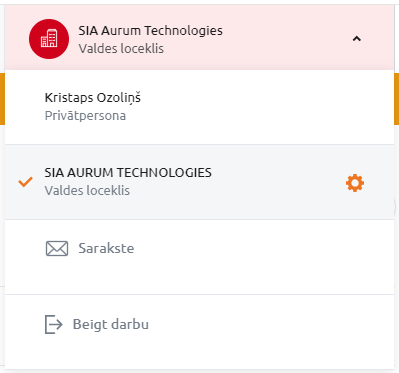 SIA Aurum Technologies
Valdes loceklis
Kristaps Ozoliņš
Privātpersona
SIA AURUM TECHNOLOGIES
Valdes loceklis
Sarakste
Beigt darbu